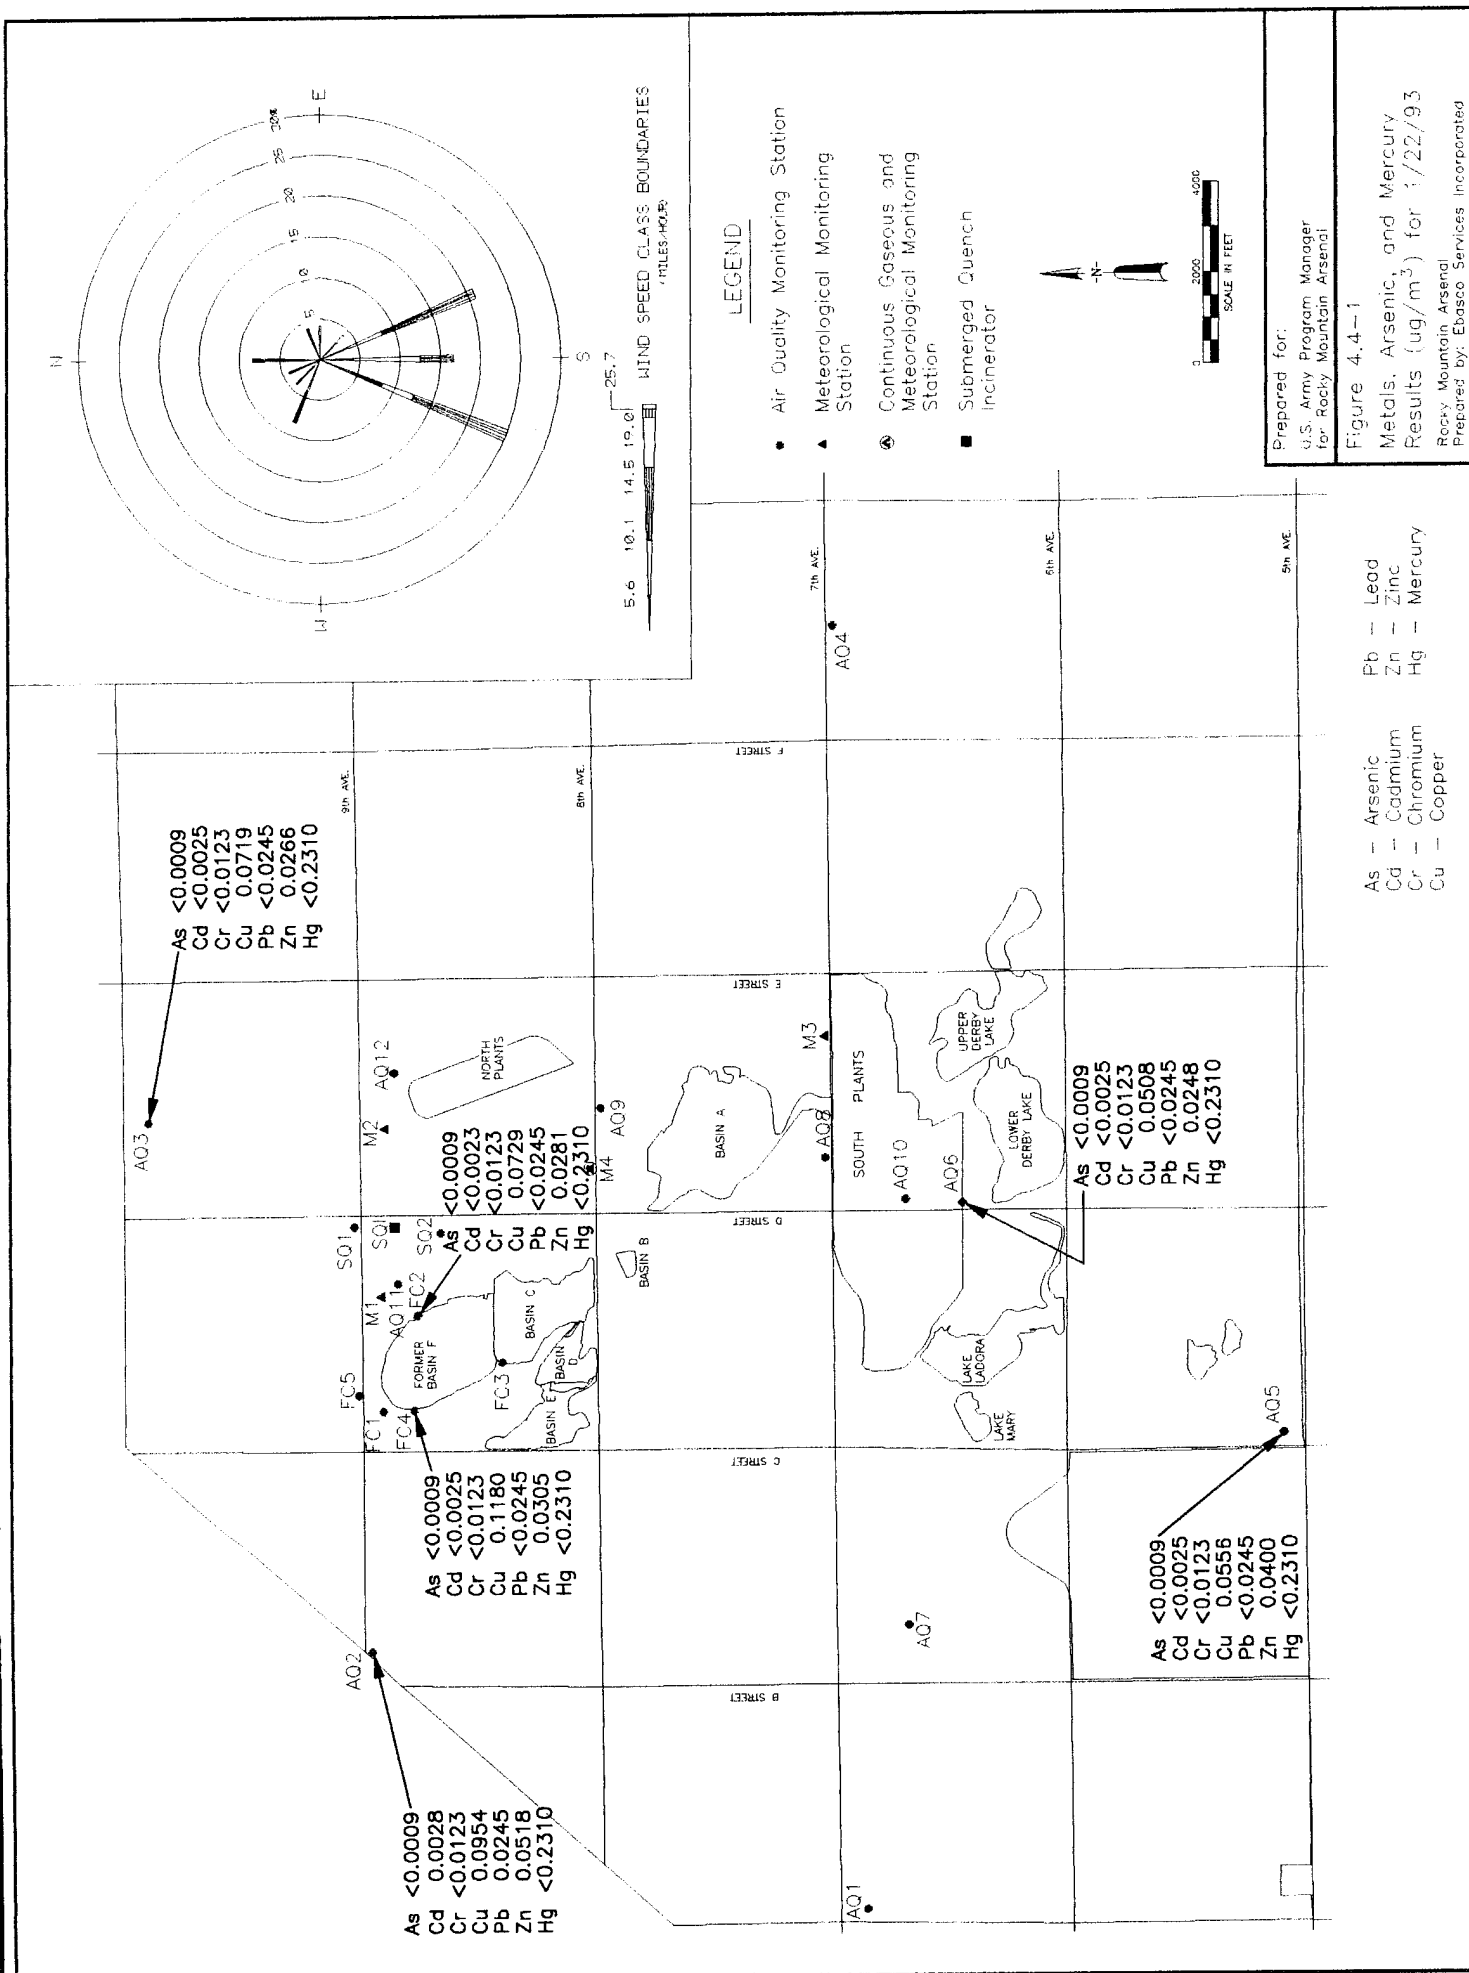 N
E
S
W
5
10
15
20
25
30%
25.7
5.6 10.1 14.5 19.0
WIND SPEED CLASS BOUNDARIES
(MILES/HOUR)
LEGEND
Air Quality Monitoring Station
Meteorological Monitoring
Station
Continuous Gaseous and
Meteorological Monitoring
Station
Submerged Quench
Incinerator
-N-
0 2000 4000
SCALE IN FEET
Prepared for:
U.S. Army Program Manager
for Rocky Mountain Arsenal
Figure 4.4-1
Metals, Arsenic, and Mercury
Results (ug/m³) for 1/22/93
Rocky Mountain Arsenal
Prepared by: Ebasco Services Incorporated
As - Arsenic
Cd - Cadmium
Cr - Chromium
Cu - Copper
Pb - Lead
Zn - Zinc
Hg - Mercury
AQ3
As <0.0009
Cd <0.0025
Cr <0.0123
Cu 0.0719
Pb <0.0245
Zn 0.0266
Hg <0.2310
AQ2
As <0.0009
Cd 0.0028
Cr <0.0123
Cu 0.0954
Pb 0.0245
Zn 0.0518
Hg <0.2310
FC5
FC1
FC4
As <0.0009
Cd <0.0025
Cr <0.0123
Cu 0.1180
Pb <0.0245
Zn 0.0305
Hg <0.2310
M1
AQ11
FC2
As <0.0009
Cd <0.0023
Cr <0.0123
Cu 0.0729
Pb <0.0245
Zn 0.0281
Hg <0.2310
SQ1
SQI
SQ2
M2
AQ12
NORTH
PLANTS
FORMER
BASIN F
FC3
BASIN C
BASIN
D
BASIN E
M4
AQ9
BASIN B
BASIN A
M3
AQ8
AQ4
SOUTH PLANTS
AQ10
AQ6
As <0.0009
Cd <0.0025
Cr <0.0123
Cu 0.0508
Pb <0.0245
Zn 0.0248
Hg <0.2310
UPPER
DERBY
LAKE
LOWER
DERBY LAKE
LAKE
LADORA
LAKE
MARY
AQ1
AQ7
AQ5
As <0.0009
Cd <0.0025
Cr <0.0123
Cu 0.0556
Pb <0.0245
Zn 0.0400
Hg <0.2310
9th AVE.
8th AVE.
7th AVE.
6th AVE.
5th AVE.
B STREET
C STREET
D STREET
E STREET
F STREET